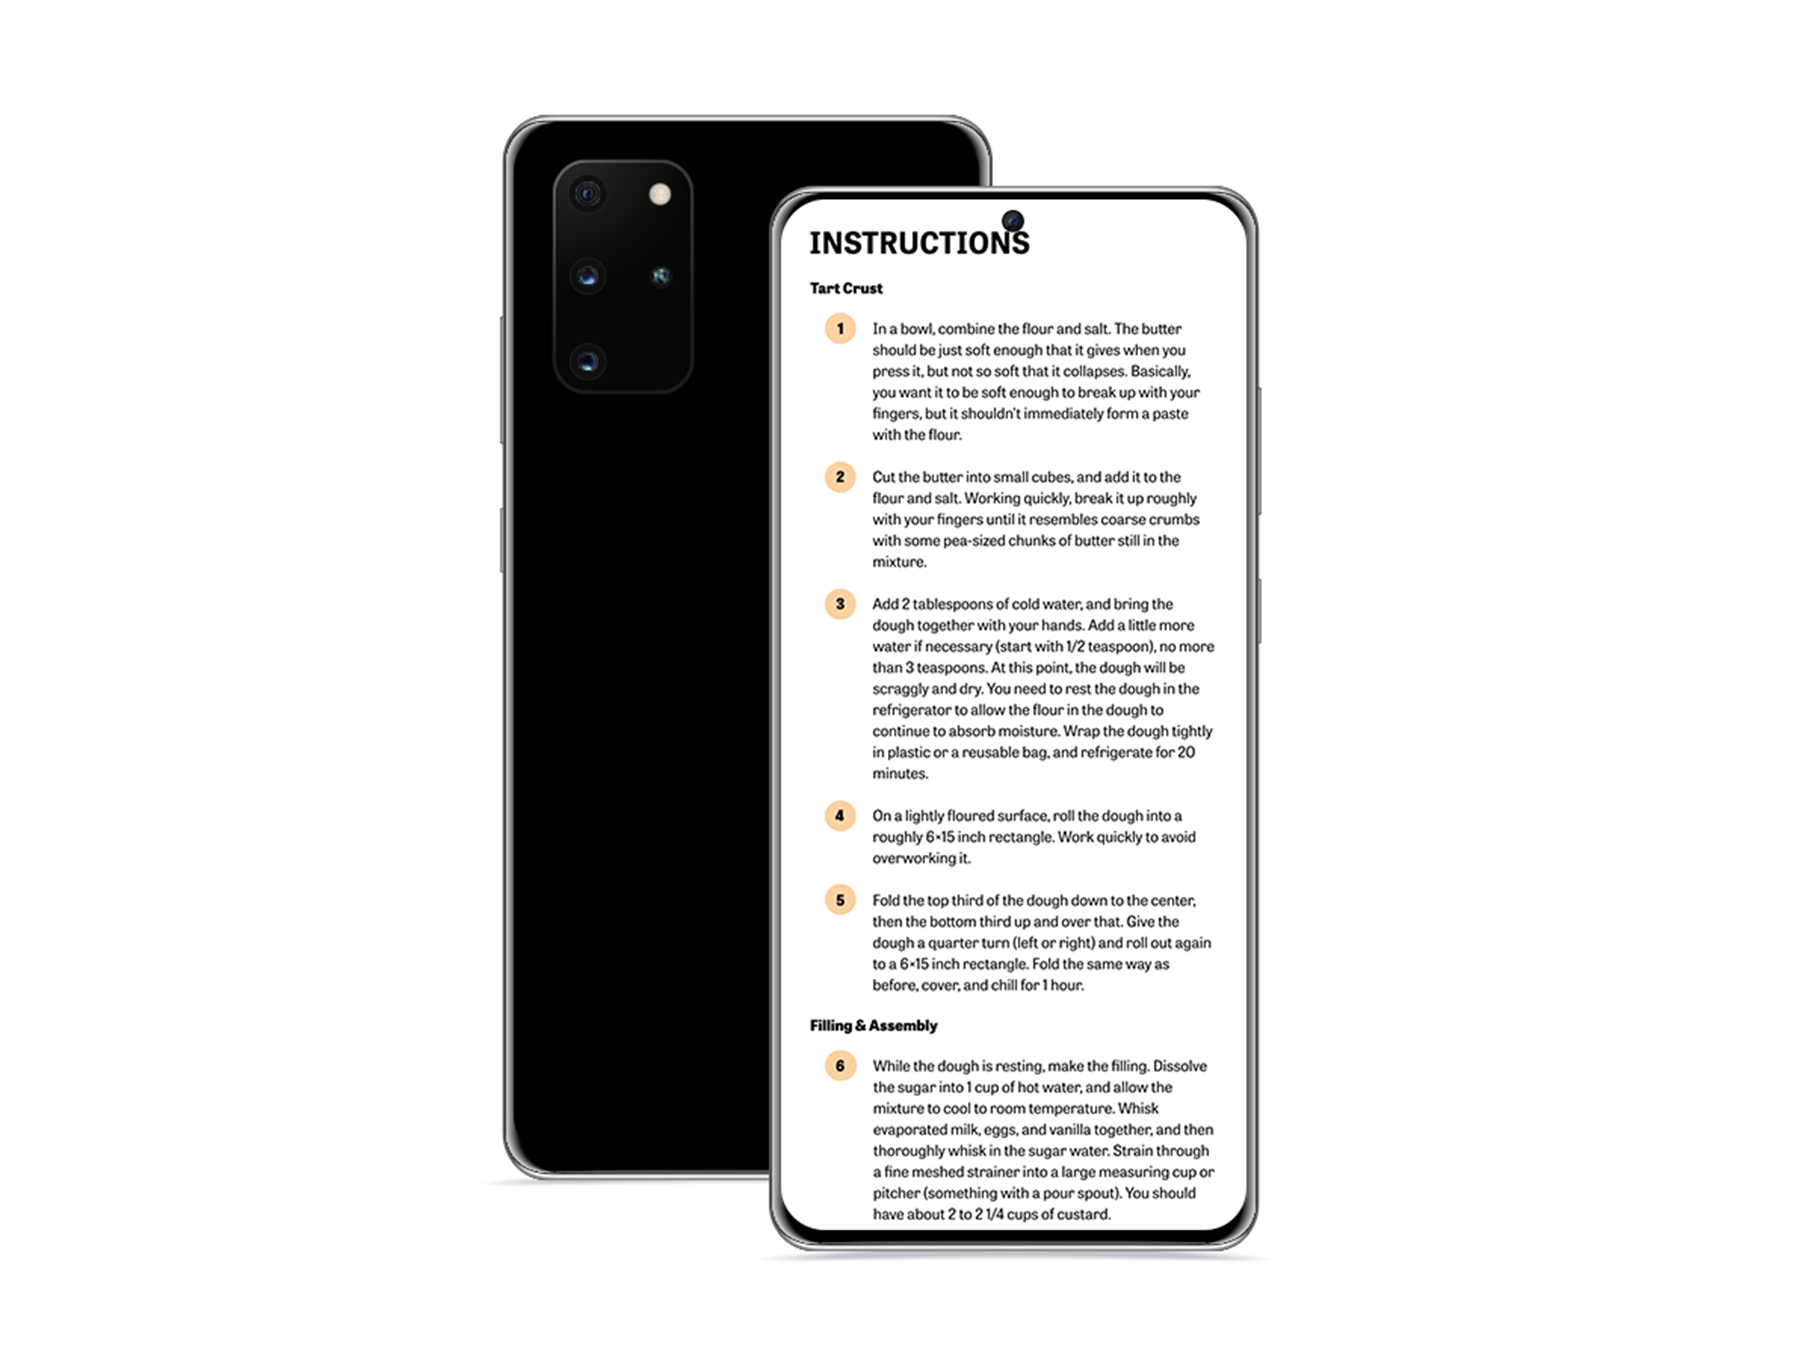 INSTRUCTIONS
Tart Crust
1 In a bowl, combine the flour and salt. The butter
should be just soft enough that it gives when you
press it, but not so soft that it collapses. Basically,
you want it to be soft enough to break up with your
fingers, but it shouldn't immediately form a paste
with the flour.
2 Cut the butter into small cubes, and add it to the
flour and salt. Working quickly, break it up roughly
with your fingers until it resembles coarse crumbs
with some pea-sized chunks of butter still in the
mixture.
3 Add 2 tablespoons of cold water, and bring the
dough together with your hands. Add a little more
water if necessary (start with 1/2 teaspoon), no more
than 3 teaspoons. At this point, the dough will be
scraggly and dry. You need to rest the dough in the
refrigerator to allow the flour in the dough to
continue to absorb moisture. Wrap the dough tightly
in plastic or a reusable bag, and refrigerate for 20
minutes.
4 On a lightly floured surface, roll the dough into a
roughly 6×15 inch rectangle. Work quickly to avoid
overworking it.
5 Fold the top third of the dough down to the center,
then the bottom third up and over that. Give the
dough a quarter turn (left or right) and roll out again
to a 6×15 inch rectangle. Fold the same way as
before, cover, and chill for 1 hour.
Filling & Assembly
6 While the dough is resting, make the filling. Dissolve
the sugar into 1 cup of hot water, and allow the
mixture to cool to room temperature. Whisk
evaporated milk, eggs, and vanilla together, and then
thoroughly whisk in the sugar water. Strain through
a fine meshed strainer into a large measuring cup or
pitcher (something with a pour spout). You should
have about 2 to 2 1/4 cups of custard.